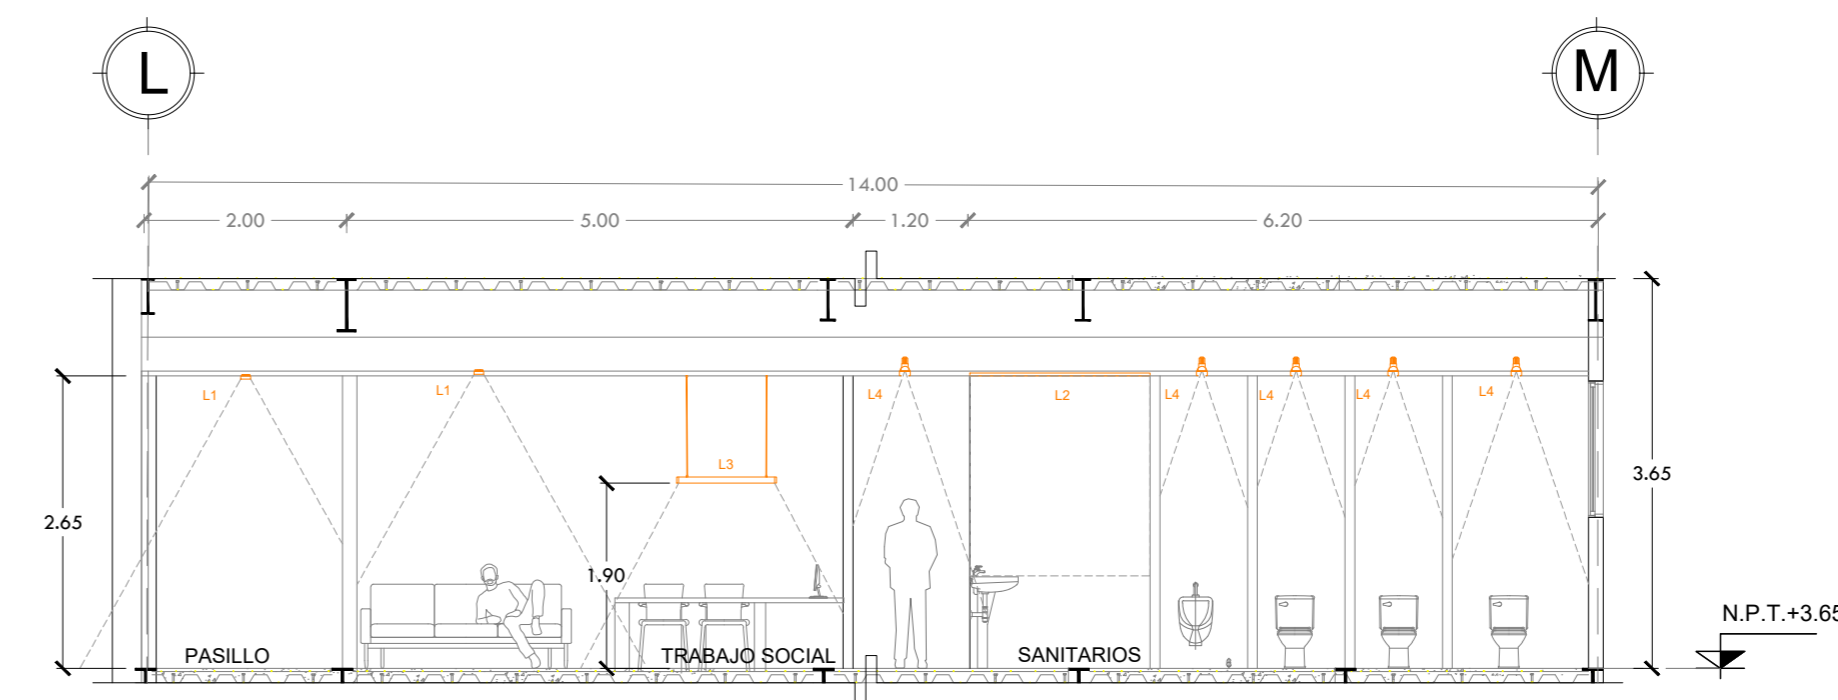 L
M
14.00
2.00
5.00
1.20
6.20
L1
L1
L4
L2
L4
L4
L4
L4
L3
3.65
2.65
1.90
N.P.T.+3.65
PASILLO
TRABAJO SOCIAL
SANITARIOS